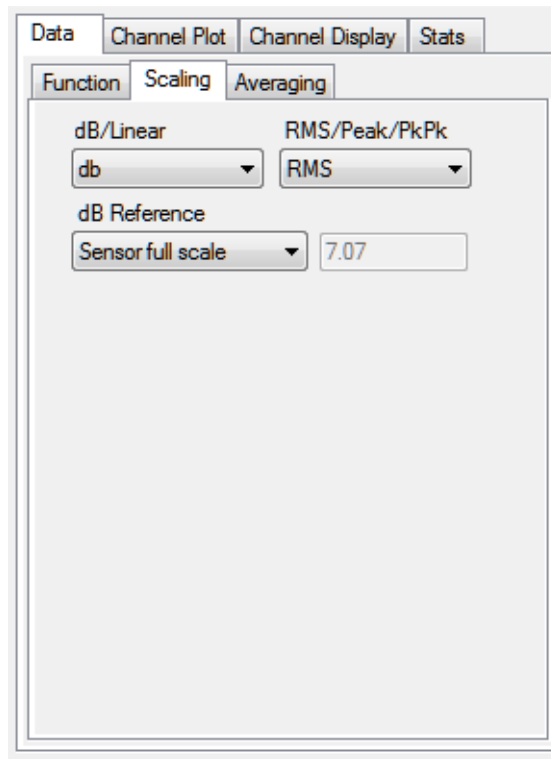 Data Channel Plot Channel Display Stats
Function Scaling Averaging
dB/Linear RMS/Peak/PkPk
db RMS
dB Reference
Sensor full scale 7.07